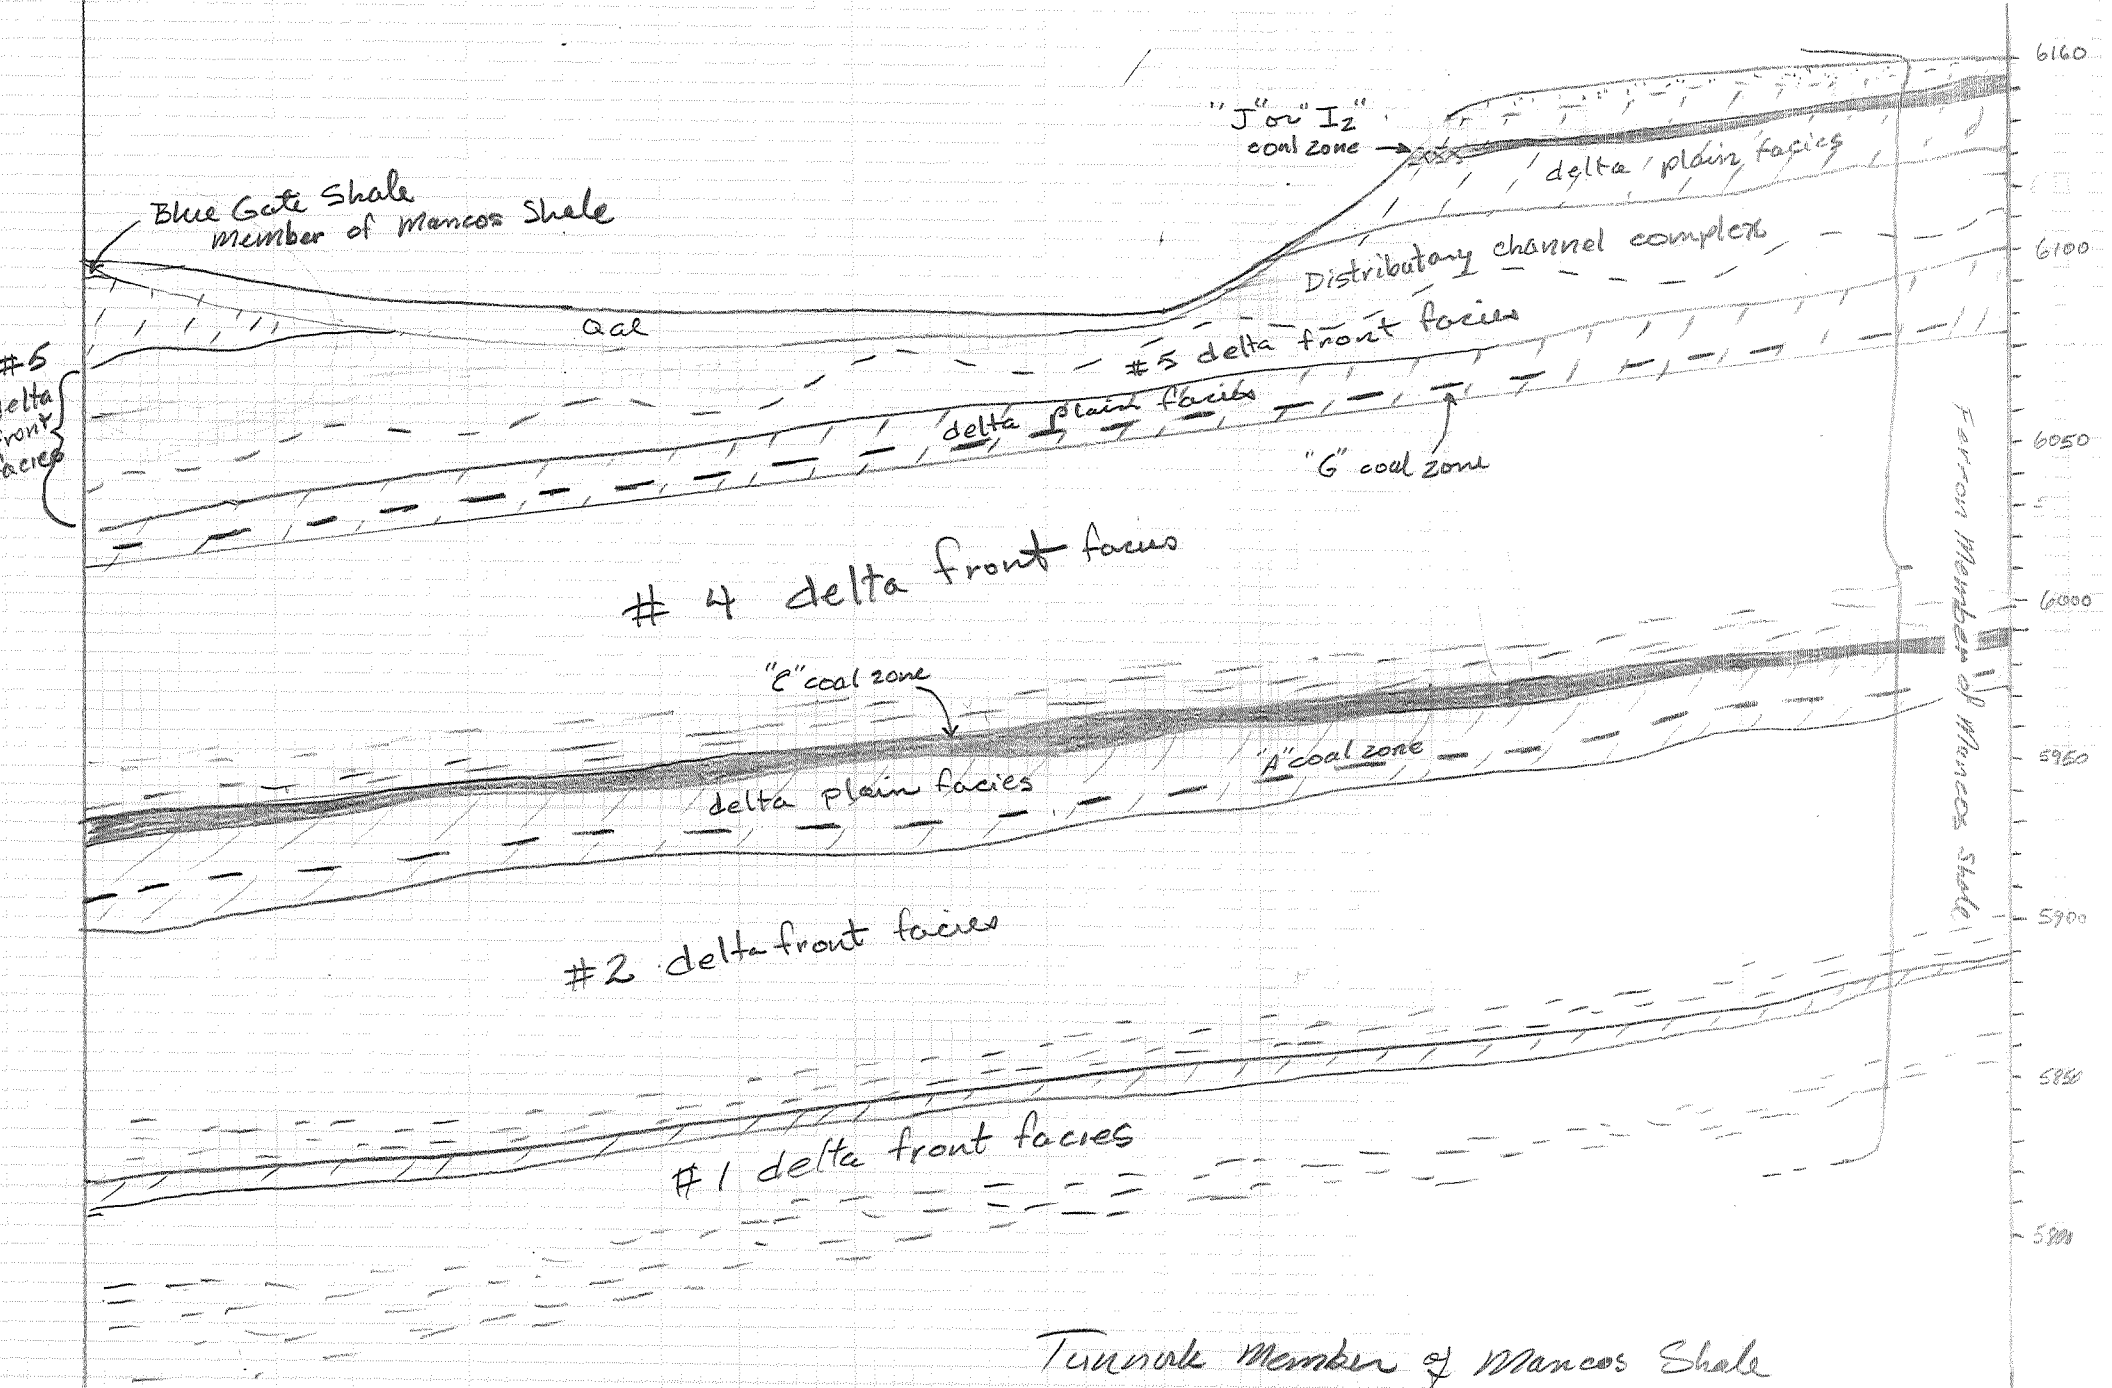 6160
"J" or "I2"
coal zone
delta plain facies
Blue Gate Shale
member of Mancos Shale
Distributary channel complex
6100
Qal
#5 delta front facies
#5
delta
front
facies
delta plain facies
"G" coal zone
6050
Ferron Member of Mancos Shale
#4 delta front facies
6000
"C" coal zone
"A" coal zone
5950
delta plain facies
5900
#2 delta front facies
5850
#1 delta front facies
5800
Tununk Member of Mancos Shale